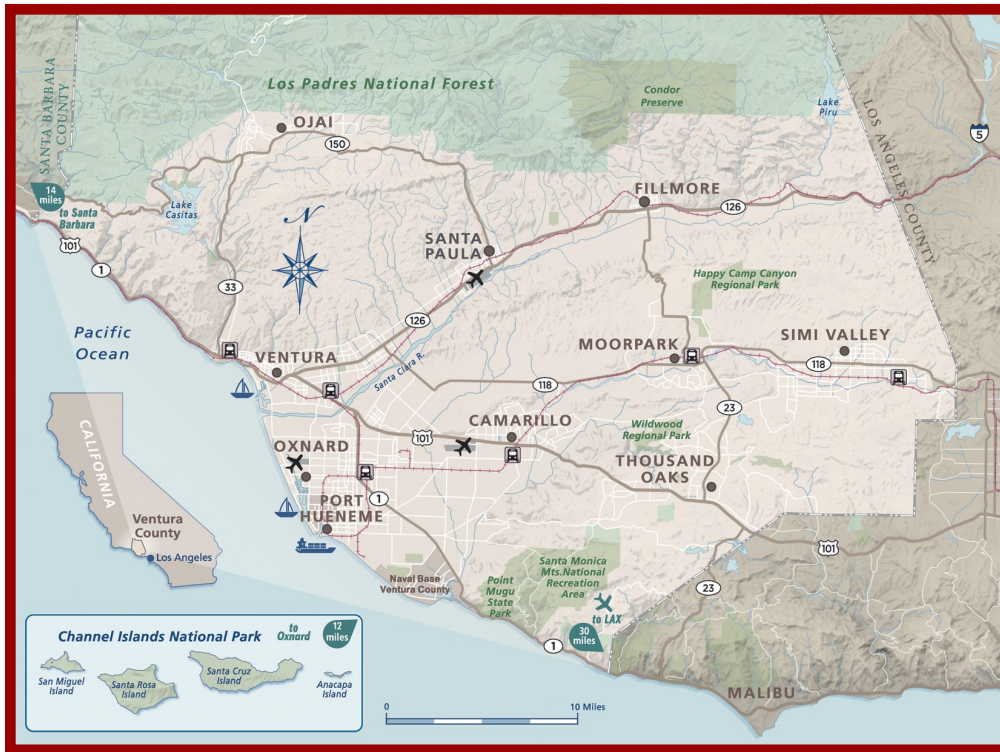 Los Padres National Forest
Condor
Preserve
Lake
Piru
SANTA BARBARA
COUNTY
LOS ANGELES COUNTY
5
OJAI
150
14
miles
to Santa
Barbara
Lake
Casitas
101
1
N
33
FILLMORE
126
SANTA
PAULA
126
Happy Camp Canyon
Regional Park
Pacific
Ocean
VENTURA
Santa Clara R.
MOORPARK
SIMI VALLEY
118
118
23
CAMARILLO
101
OXNARD
Wildwood
Regional Park
THOUSAND
OAKS
PORT
HUENEME
1
CALIFORNIA
Ventura
County
Los Angeles
101
Naval Base
Ventura County
Point
Mugu
State
Park
Santa Monica
Mts.National
Recreation
Area
to LAX
23
30
miles
1
MALIBU
Channel Islands National Park
to
Oxnard
12
miles
San Miguel
Island
Santa Rosa
Island
Santa Cruz
Island
Anacapa
Island
0
10 Miles